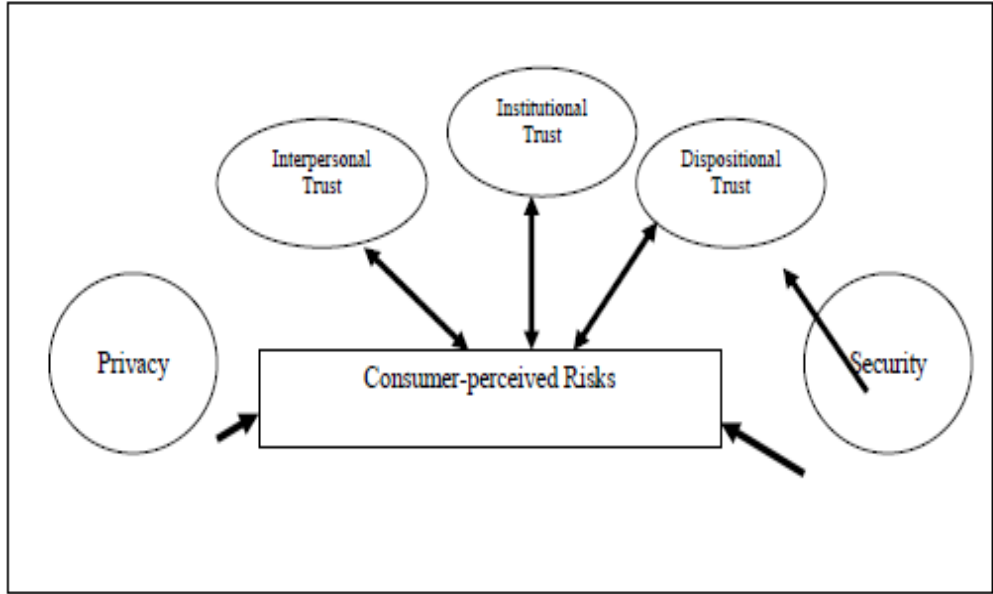 Institutional
Trust
Interpersonal
Trust
Dispositional
Trust
Privacy
Consumer-perceived Risks
Security